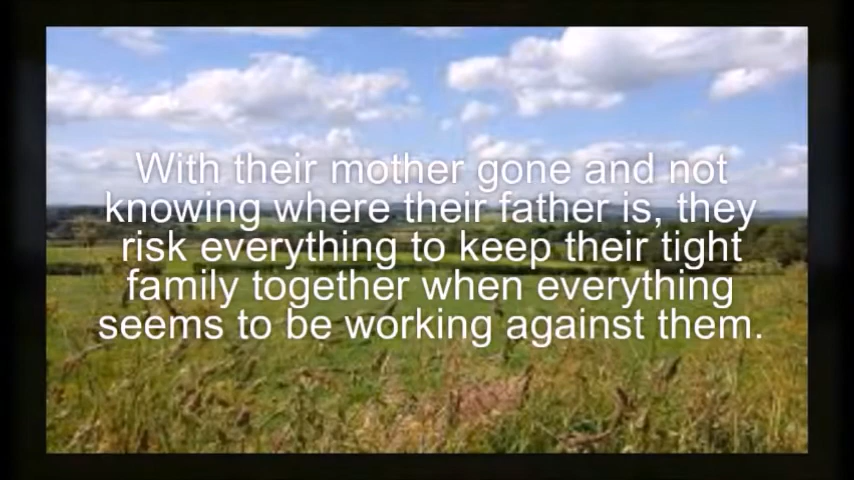 With their mother gone and not
knowing where their father is, they
risk everything to keep their tight
family together when everything
seems to be working against them.